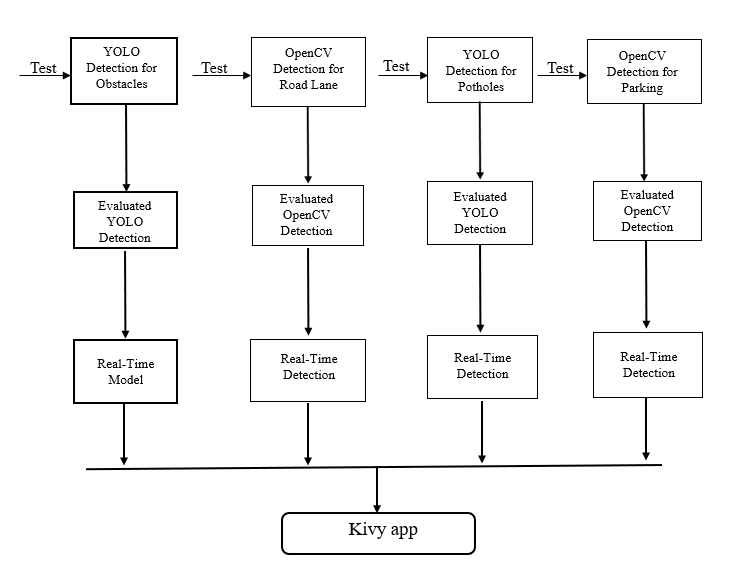 Test
YOLO
Detection for
Obstacles
Test
OpenCV
Detection for
Road Lane
Test
YOLO
Detection for
Potholes
Test
OpenCV
Detection for
Parking
Evaluated
YOLO
Detection
Evaluated
OpenCV
Detection
Evaluated
YOLO
Detection
Evaluated
OpenCV
Detection
Real-Time
Model
Real-Time
Detection
Real-Time
Detection
Real-Time
Detection
Kivy app